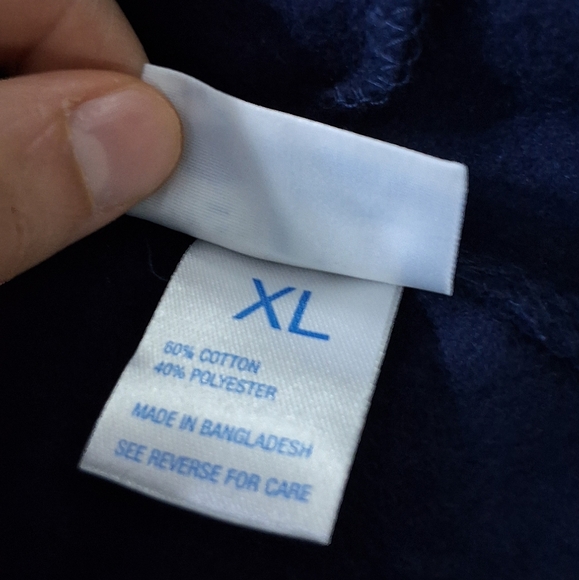 XL
60% COTTON
40% POLYESTER
MADE IN BANGLADESH
SEE REVERSE FOR CARE